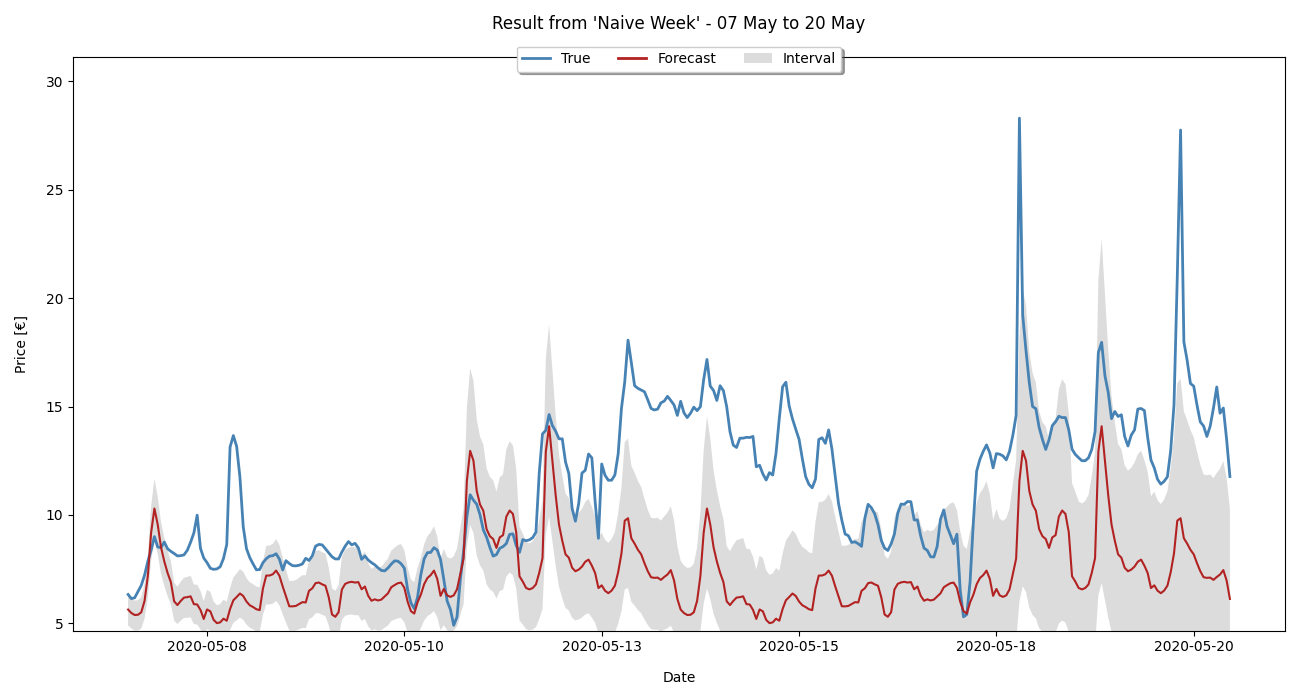 Result from 'Naive Week' - 07 May to 20 May
True Forecast Interval
30
25
20
15
10
5
Price [€]
2020-05-08 2020-05-10 2020-05-13 2020-05-15 2020-05-18 2020-05-20
Date